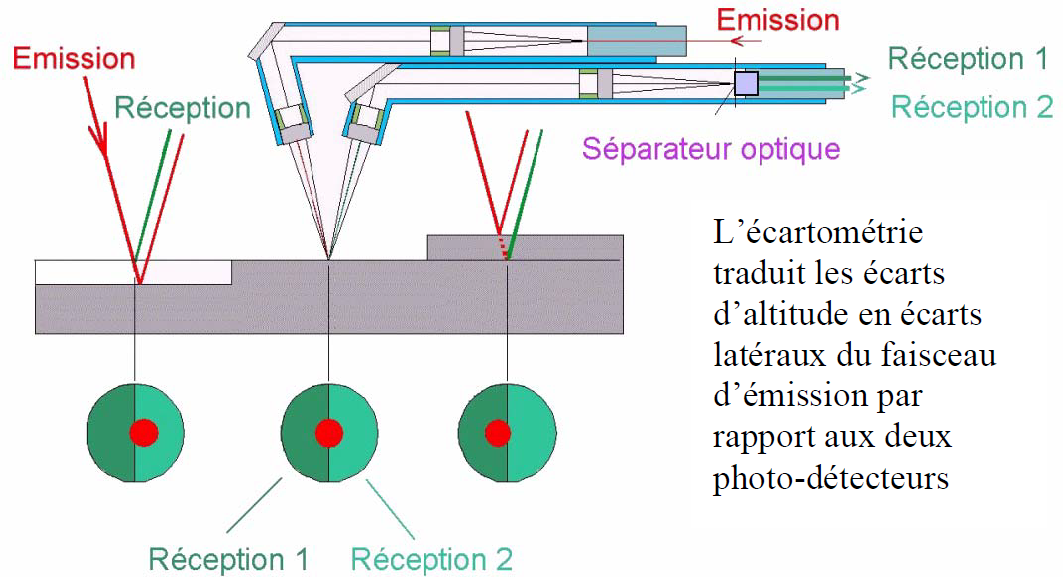 Emission
Emission
Réception 1
Réception
Réception 2
Séparateur optique
L’écartométrie
traduit les écarts
d’altitude en écarts
latéraux du faisceau
d’émission par
rapport aux deux
photo-détecteurs
Réception 1
Réception 2